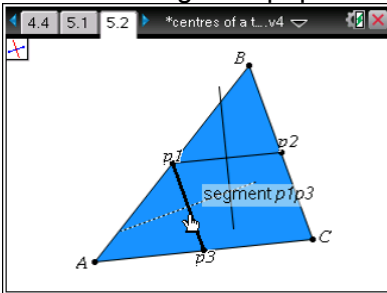 4.4 5.1 5.2 *centres of a t...v4
B
p1
p2
segment p1p3
C
p3
A